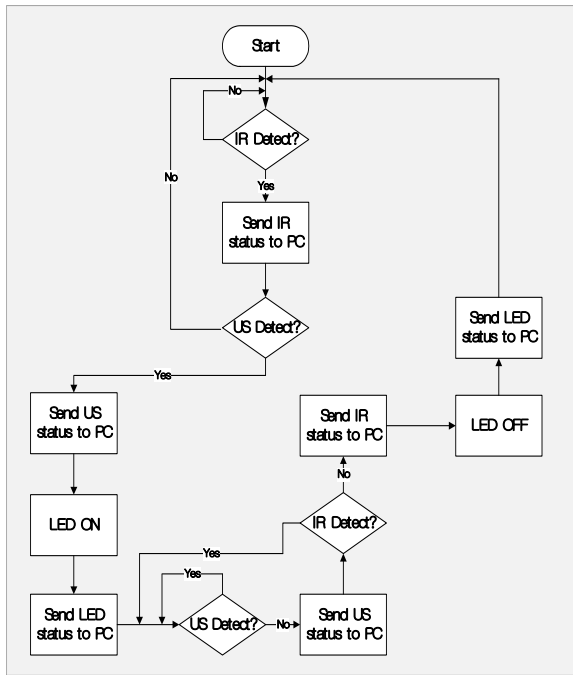 Start
No
IR Detect?
No
Yes
Send IR
status to PC
US Detect?
Yes
Send US
status to PC
LED ON
Send LED
status to PC
Yes
US Detect?
No
Send US
status to PC
IR Detect?
Yes
No
Send IR
status to PC
LED OFF
Send LED
status to PC